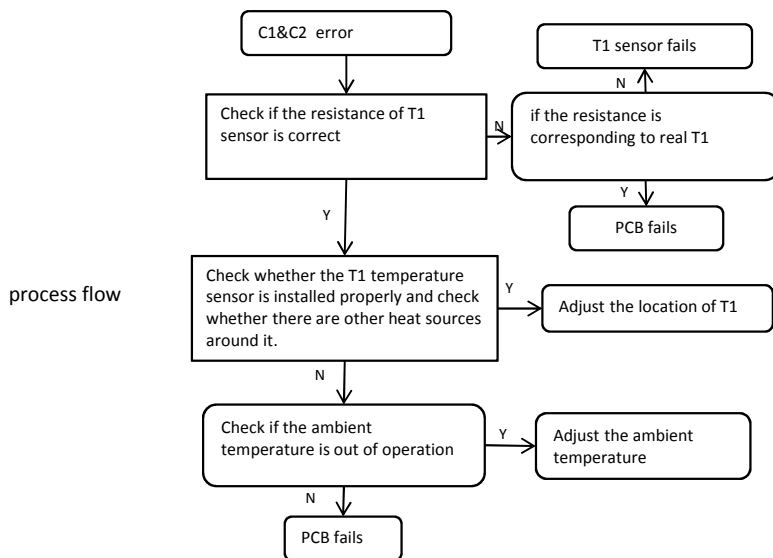 C1&C2 error
T1 sensor fails
N
Check if the resistance of T1
sensor is correct
N
if the resistance is
corresponding to real T1
Y
Y
PCB fails
process flow
Check whether the T1 temperature
sensor is installed properly and check
whether there are other heat sources
around it.
Y
Adjust the location of T1
N
Check if the ambient
temperature is out of operation
Y
Adjust the ambient
temperature
N
PCB fails